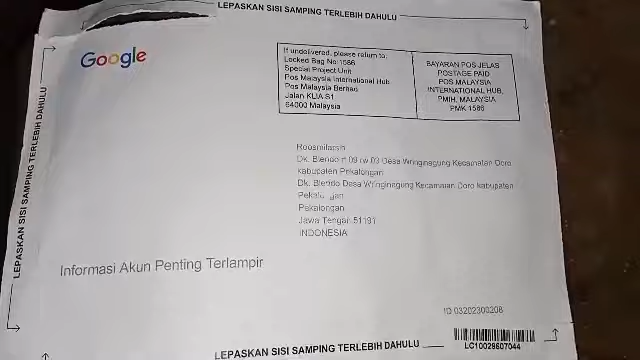 LEPASKAN SISI SAMPING TERLEBIH DAHULU
Google
If undelivered, please return to:
Locked Bag No:1586
Special Project Unit
Pos Malaysia International Hub
Pos Malaysia Berhad
Jalan KLIA S1
64000 Malaysia
BAYARAN POS JELAS
POSTAGE PAID
POS MALAYSIA
INTERNATIONAL HUB,
PMIH, MALAYSIA
PMK 1586
LEPASKAN SISI SAMPING TERLEBIH DAHULU
Dk. Blendo rt 09 rw 03 Desa Wringinagung Kecamatan Doro
kabupaten Pekalongan
Dk. Blendo Desa Wringinagung Kecamatan Doro kabupaten
Pekalongan
Jawa Tengah 51191
INDONESIA
Informasi Akun Penting Terlampir
ID 03202300208
LC10029607044
LEPASKAN SISI SAMPING TERLEBIH DAHULU